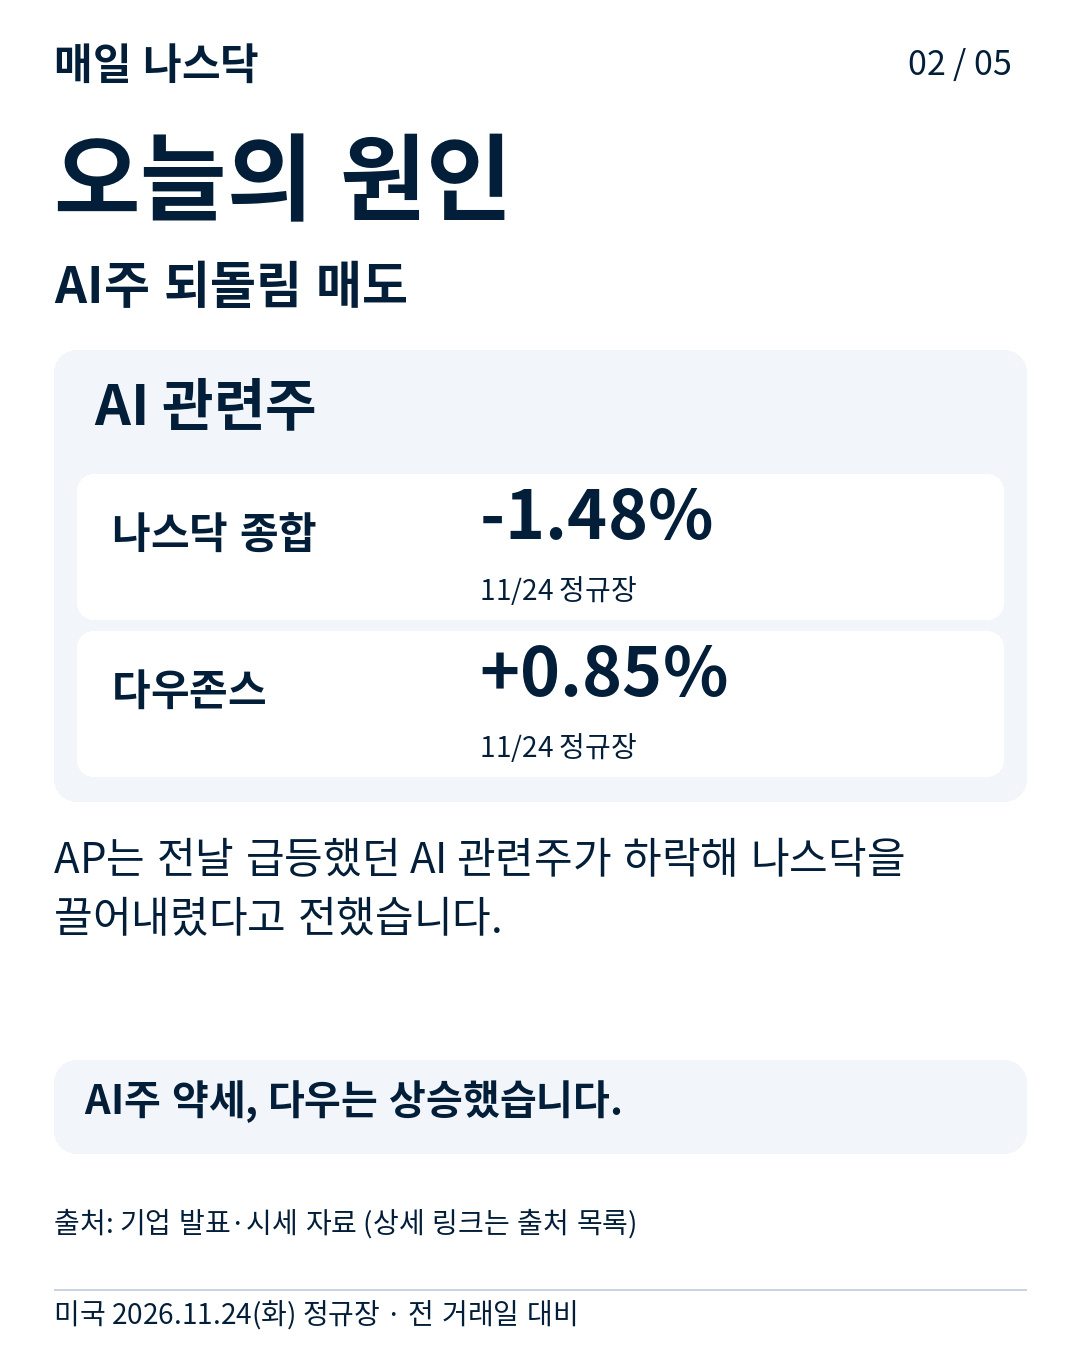 매일 나스닥
02 / 05
오늘의 원인
AI주 되돌림 매도
AI 관련주
나스닥 종합
-1.48%
11/24 정규장
다우존스
+0.85%
11/24 정규장
AP는 전날 급등했던 AI 관련주가 하락해 나스닥을
끌어내렸다고 전했습니다.
AI주 약세, 다우는 상승했습니다.
출처: 기업 발표·시세 자료 (상세 링크는 출처 목록)
미국 2026.11.24(화) 정규장 · 전 거래일 대비